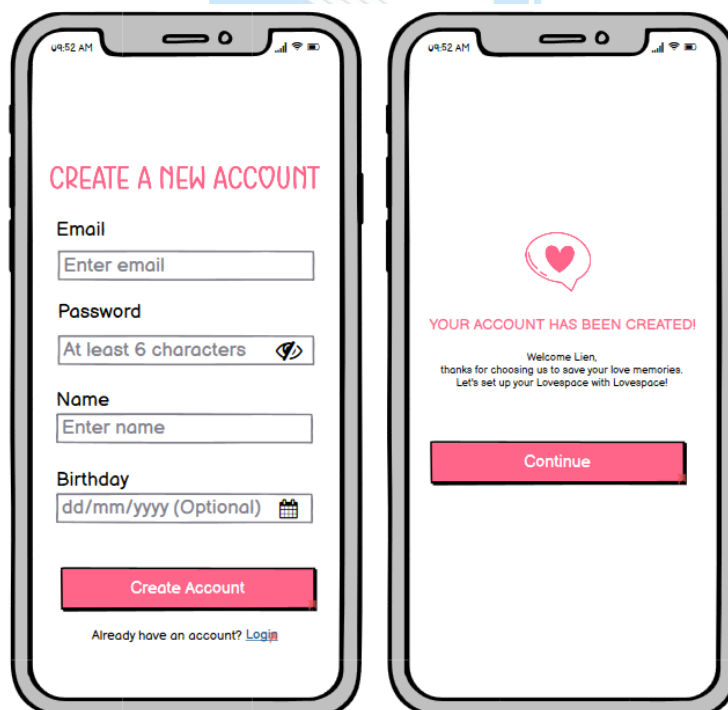 09:52 AM
CREATE A NEW ACCOUNT
Email
Enter email
Password
At least 6 characters
Name
Enter name
Birthday
dd/mm/yyyy (Optional)
Create Account
Already have an account? Login
09:52 AM
YOUR ACCOUNT HAS BEEN CREATED!
Welcome Lien,
thanks for choosing us to save your love memories.
Let's set up your Lovespace with Lovespace!
Continue